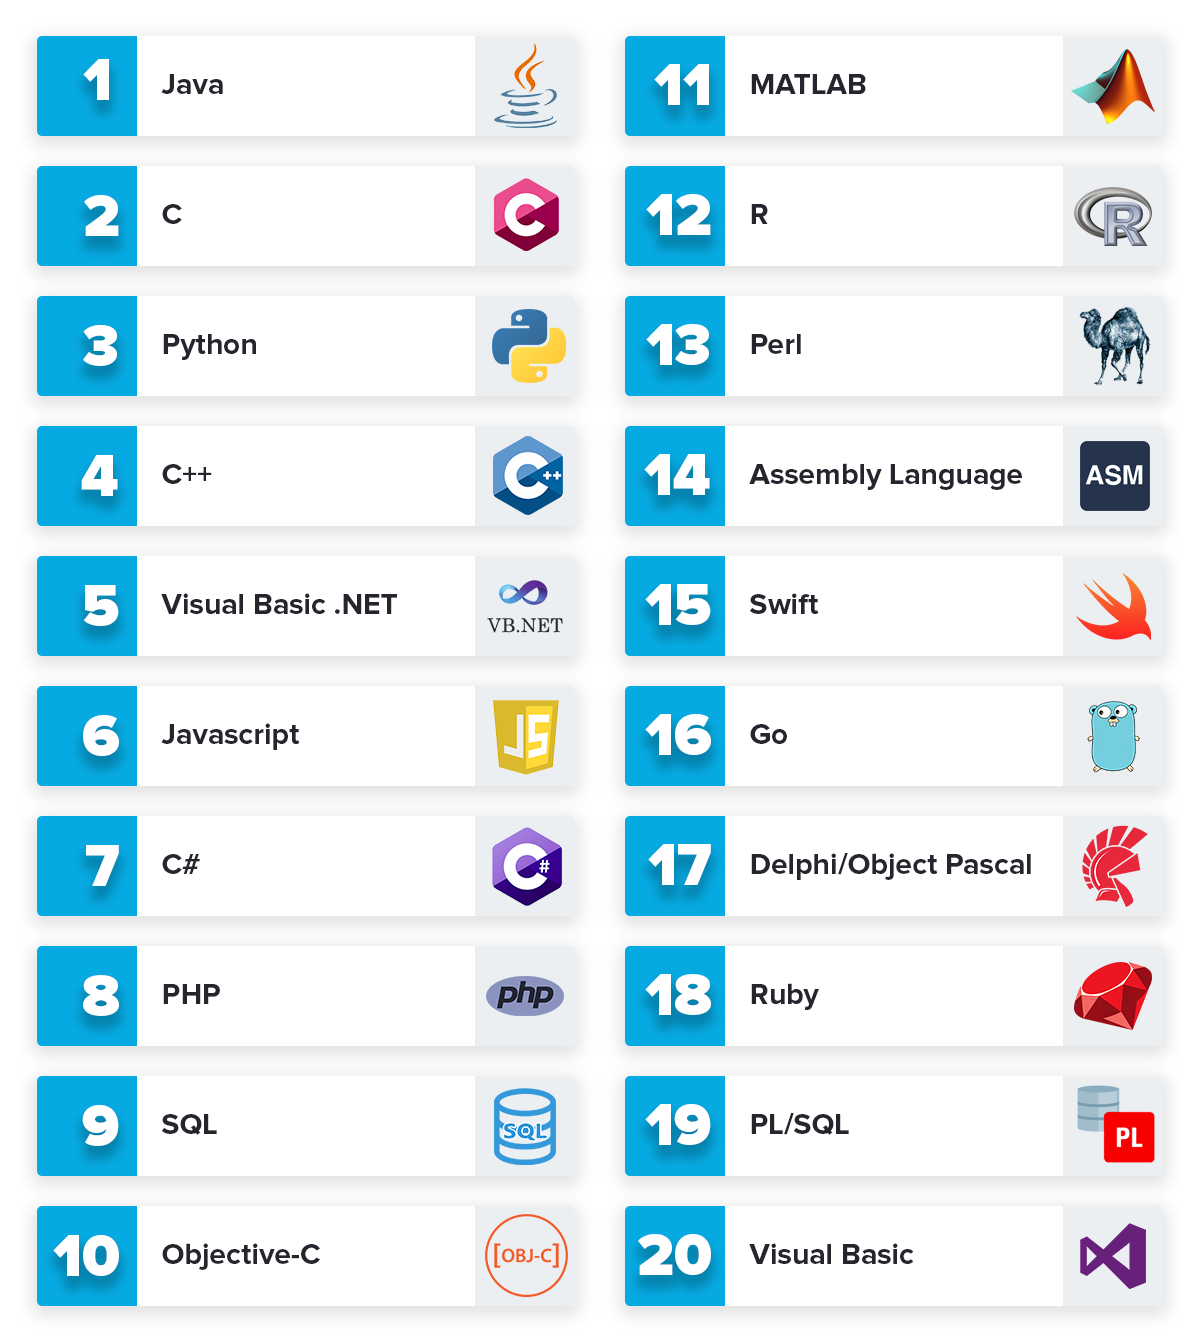 1 Java
2 C
3 Python
4 C++
5 Visual Basic .NET VB.NET
6 Javascript JS
7 C#
8 PHP php
9 SQL SQL
10 Objective-C [OBJ-C]
11 MATLAB
12 R R
13 Perl
14 Assembly Language ASM
15 Swift
16 Go
17 Delphi/Object Pascal
18 Ruby
19 PL/SQL PL
20 Visual Basic